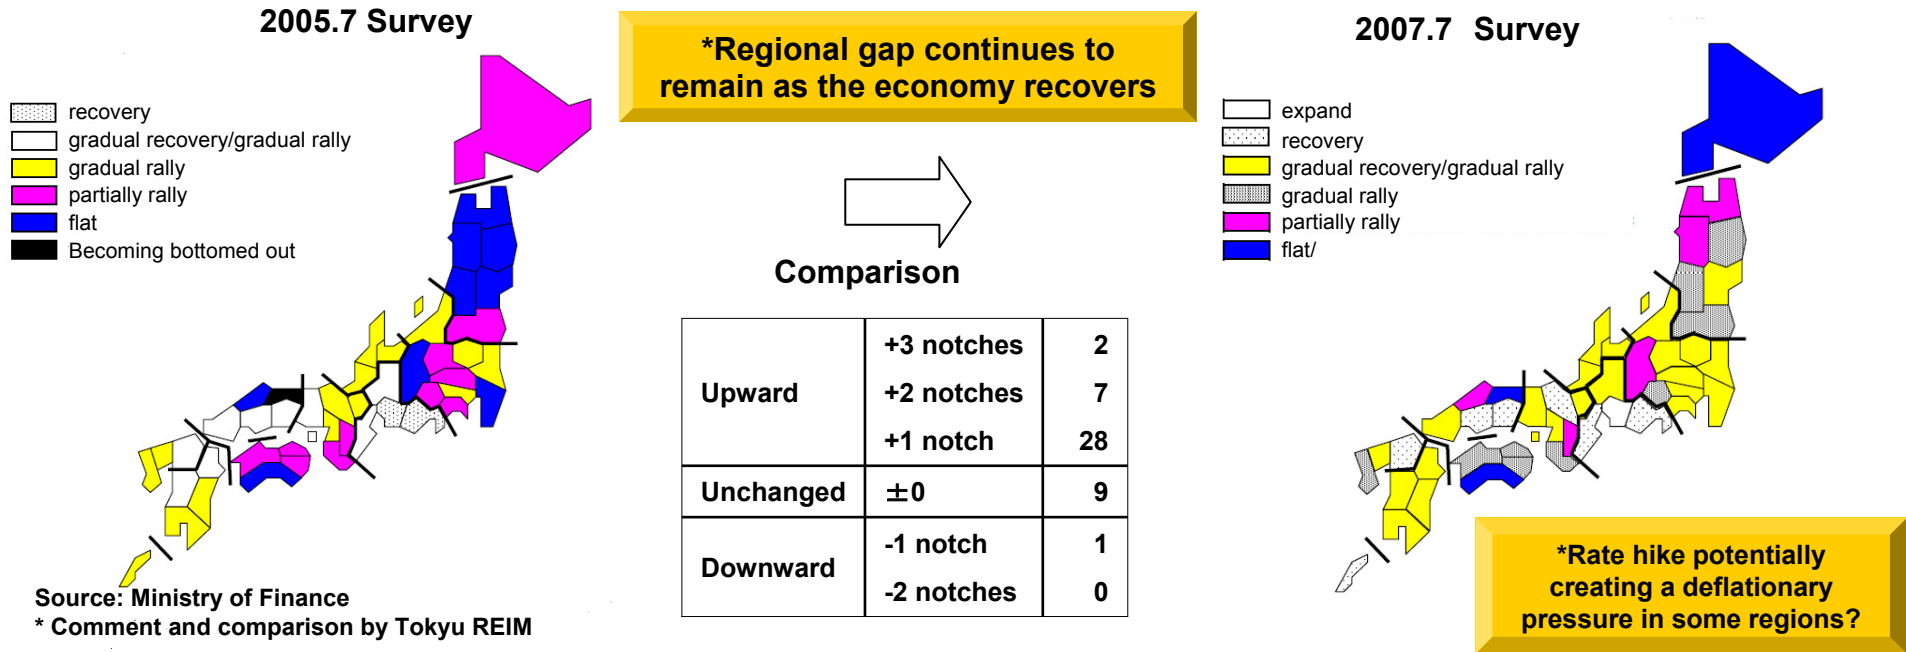 2005.7 Survey
recovery
gradual recovery/gradual rally
gradual rally
partially rally
flat
Becoming bottomed out
Source: Ministry of Finance
* Comment and comparison by Tokyu REIM
*Regional gap continues to
remain as the economy recovers
Comparison
Upward
+3 notches 2
+2 notches 7
+1 notch 28
Unchanged ±0 9
Downward
-1 notch 1
-2 notches 0
2007.7 Survey
expand
recovery
gradual recovery/gradual rally
gradual rally
partially rally
flat/
*Rate hike potentially
creating a deflationary
pressure in some regions?